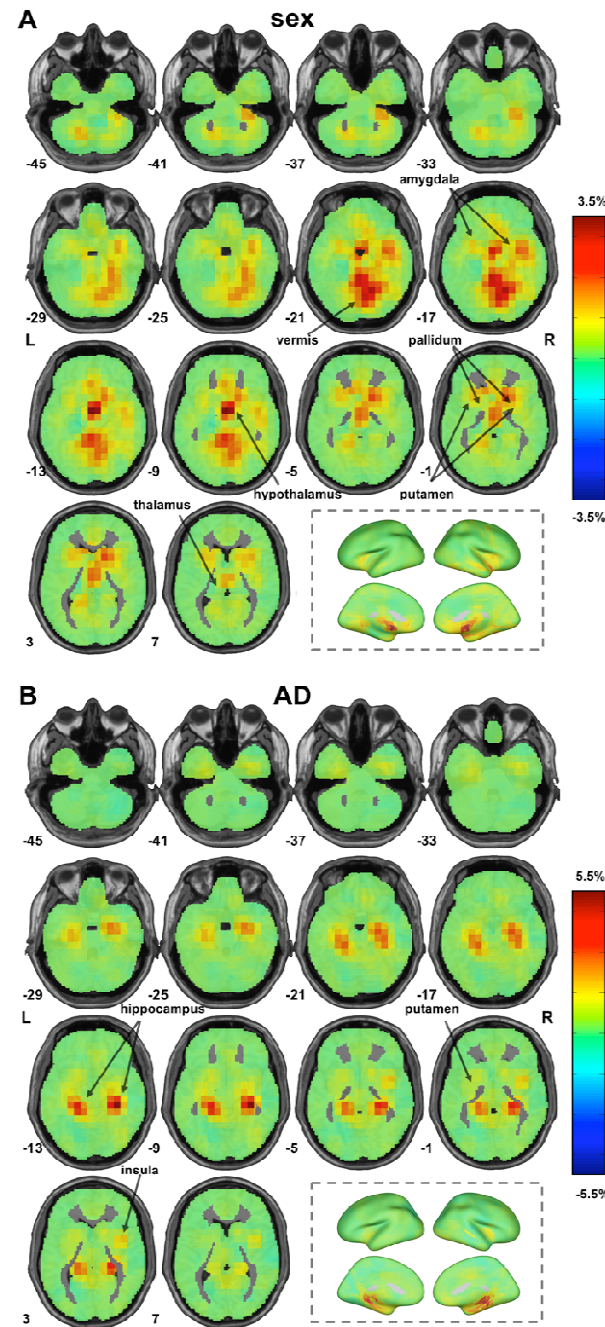 A sex
-45 -41 -37 -33
amygdala
3.5%
-29 -25 -21 -17
L vermis pallidum R
-13 -9 -5 -1
thalamus hypothalamus putamen
-3.5%
3 7
B AD
-45 -41 -37 -33
5.5%
-29 -25 -21 -17
hippocampus putamen
L R
-13 -9 -5 -1
insula
-5.5%
3 7